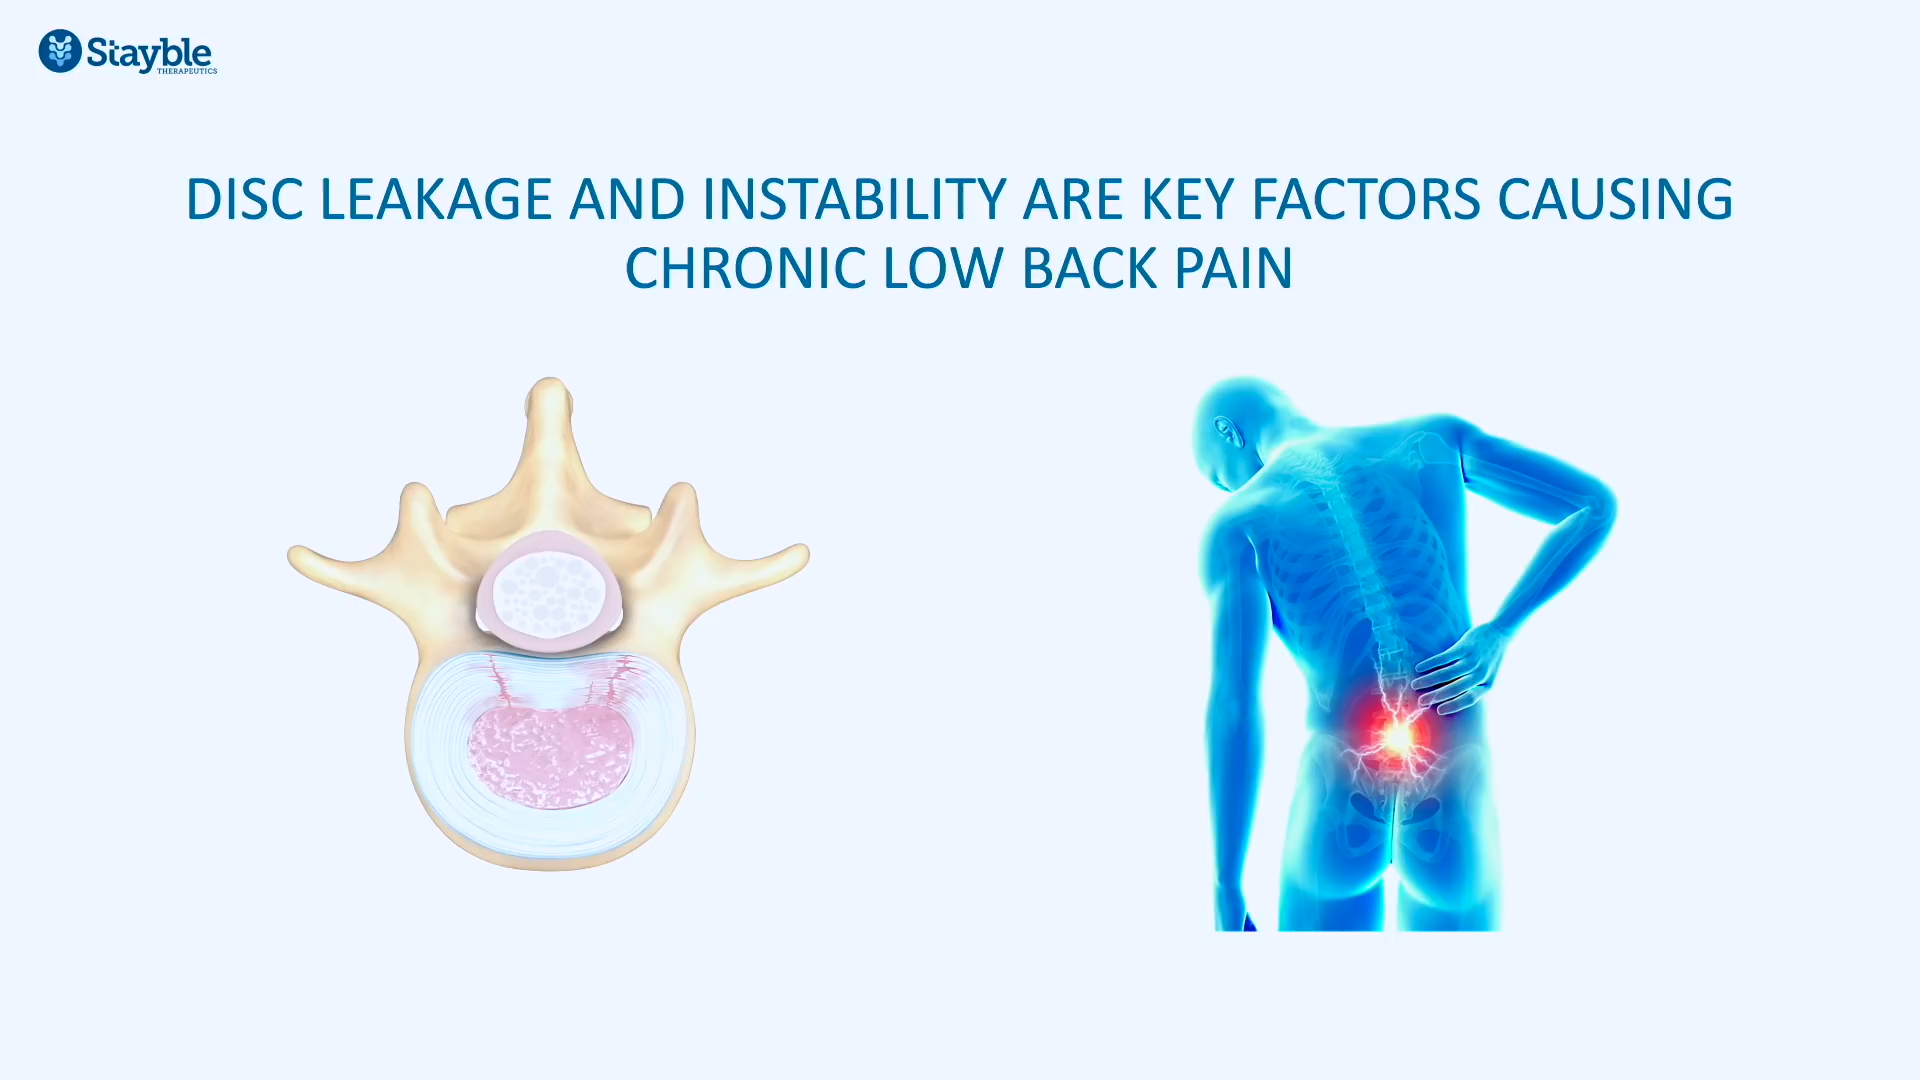 Stayble
THERAPEUTICS
DISC LEAKAGE AND INSTABILITY ARE KEY FACTORS CAUSING
CHRONIC LOW BACK PAIN